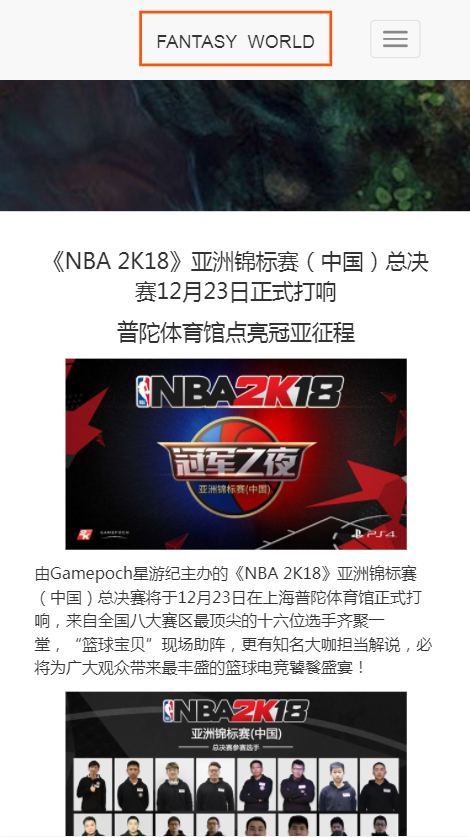 FANTASY WORLD
《NBA 2K18》亚洲锦标赛（中国）总决
赛12月23日正式打响
普陀体育馆点亮冠亚征程
NBA 2K18
冠军之夜
亚洲锦标赛(中国)
2K GAMEPOCH PS4
由Gamepoch星游纪主办的《NBA 2K18》亚洲锦标赛
（中国）总决赛将于12月23日在上海普陀体育馆正式打
响，来自全国八大赛区最顶尖的十六位选手齐聚一
堂，“篮球宝贝”现场助阵，更有知名大咖担当解说，必
将为广大观众带来最丰盛的篮球电竞饕餮盛宴！
NBA 2K18
亚洲锦标赛(中国)
总决赛参赛选手